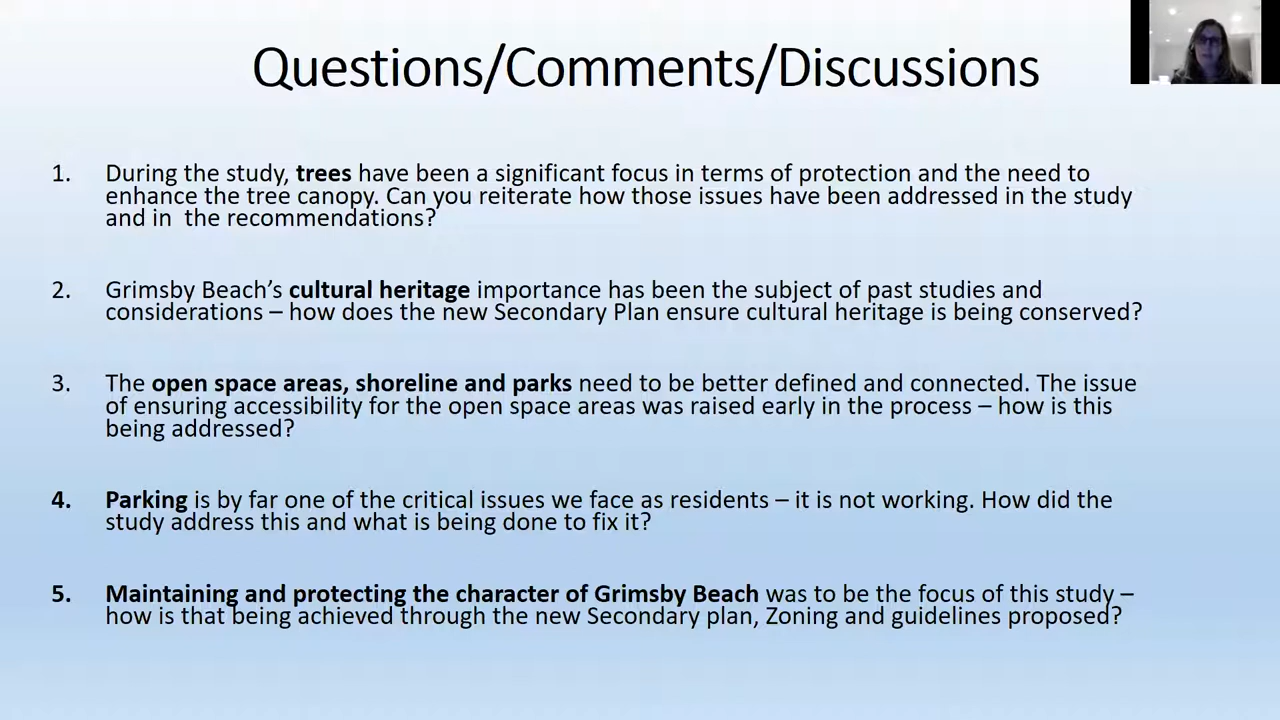 Questions/Comments/Discussions
1. During the study, trees have been a significant focus in terms of protection and the need to
enhance the tree canopy. Can you reiterate how those issues have been addressed in the study
and in  the recommendations?
2. Grimsby Beach’s cultural heritage importance has been the subject of past studies and
considerations – how does the new Secondary Plan ensure cultural heritage is being conserved?
3. The open space areas, shoreline and parks need to be better defined and connected. The issue
of ensuring accessibility for the open space areas was raised early in the process – how is this
being addressed?
4. Parking is by far one of the critical issues we face as residents – it is not working. How did the
study address this and what is being done to fix it?
5. Maintaining and protecting the character of Grimsby Beach was to be the focus of this study –
how is that being achieved through the new Secondary plan, Zoning and guidelines proposed?